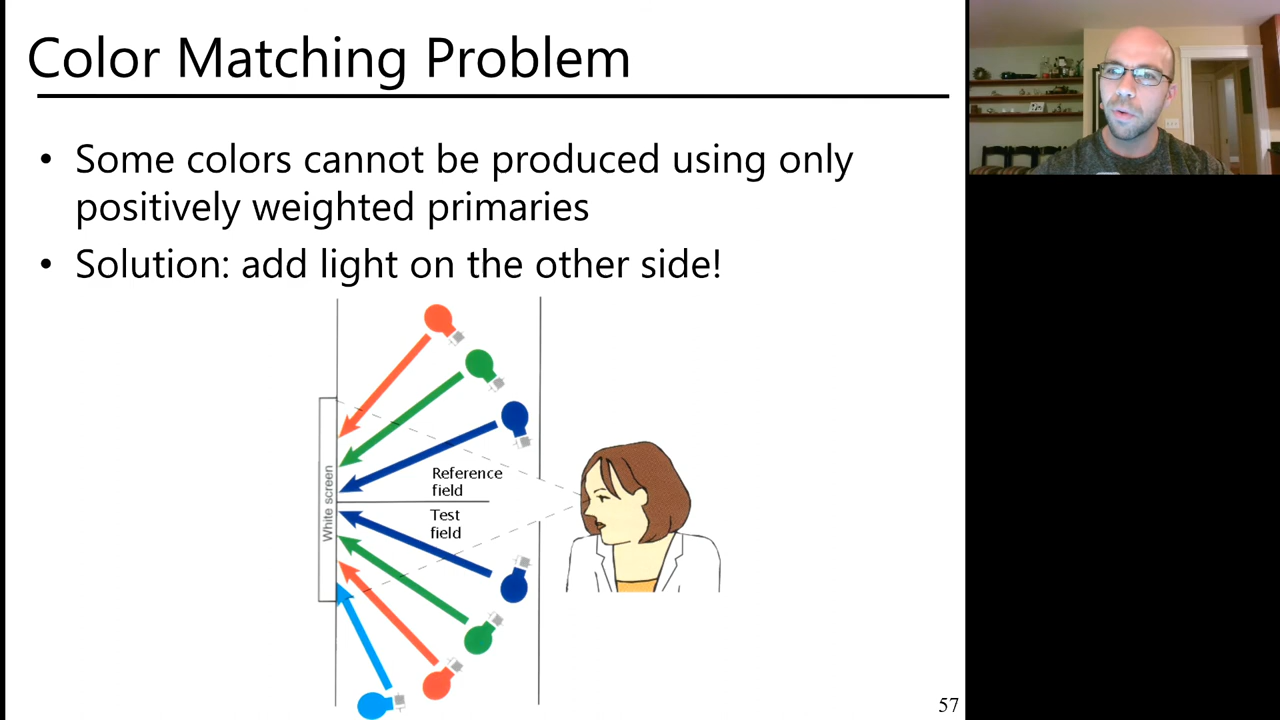 Color Matching Problem
• Some colors cannot be produced using only
positively weighted primaries
• Solution: add light on the other side!
White screen
Reference
field
Test
field
57